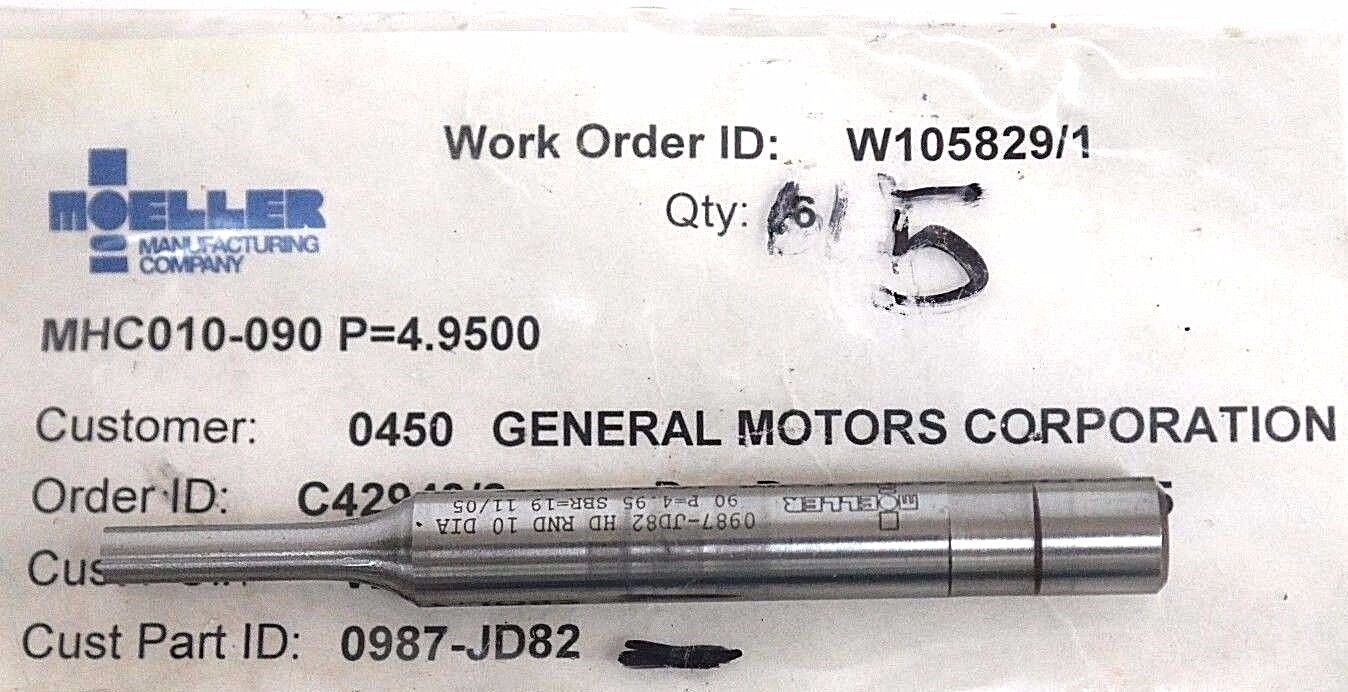 Work Order ID: W105829/1
MOELLER
MANUFACTURING
COMPANY
Qty: 6 5
MHC010-090 P=4.9500
Customer: 0450 GENERAL MOTORS CORPORATION
Order ID:
MOELLER
0987-JD82 HD RND 10 DIA
90 P=4.95 SBR=19 11/05
Cust Part ID: 0987-JD82